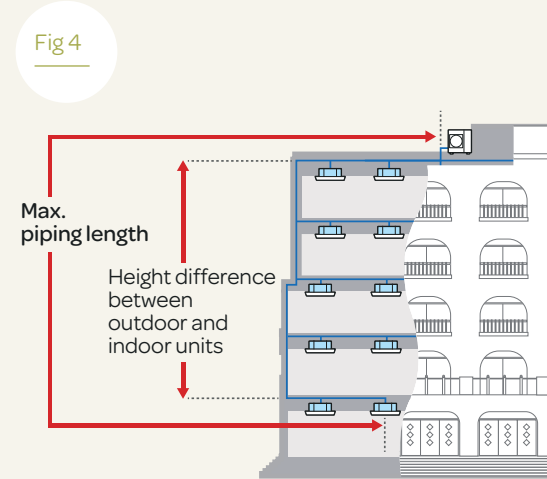 Fig 4
Max.
piping length
Height difference
between
outdoor and
indoor units